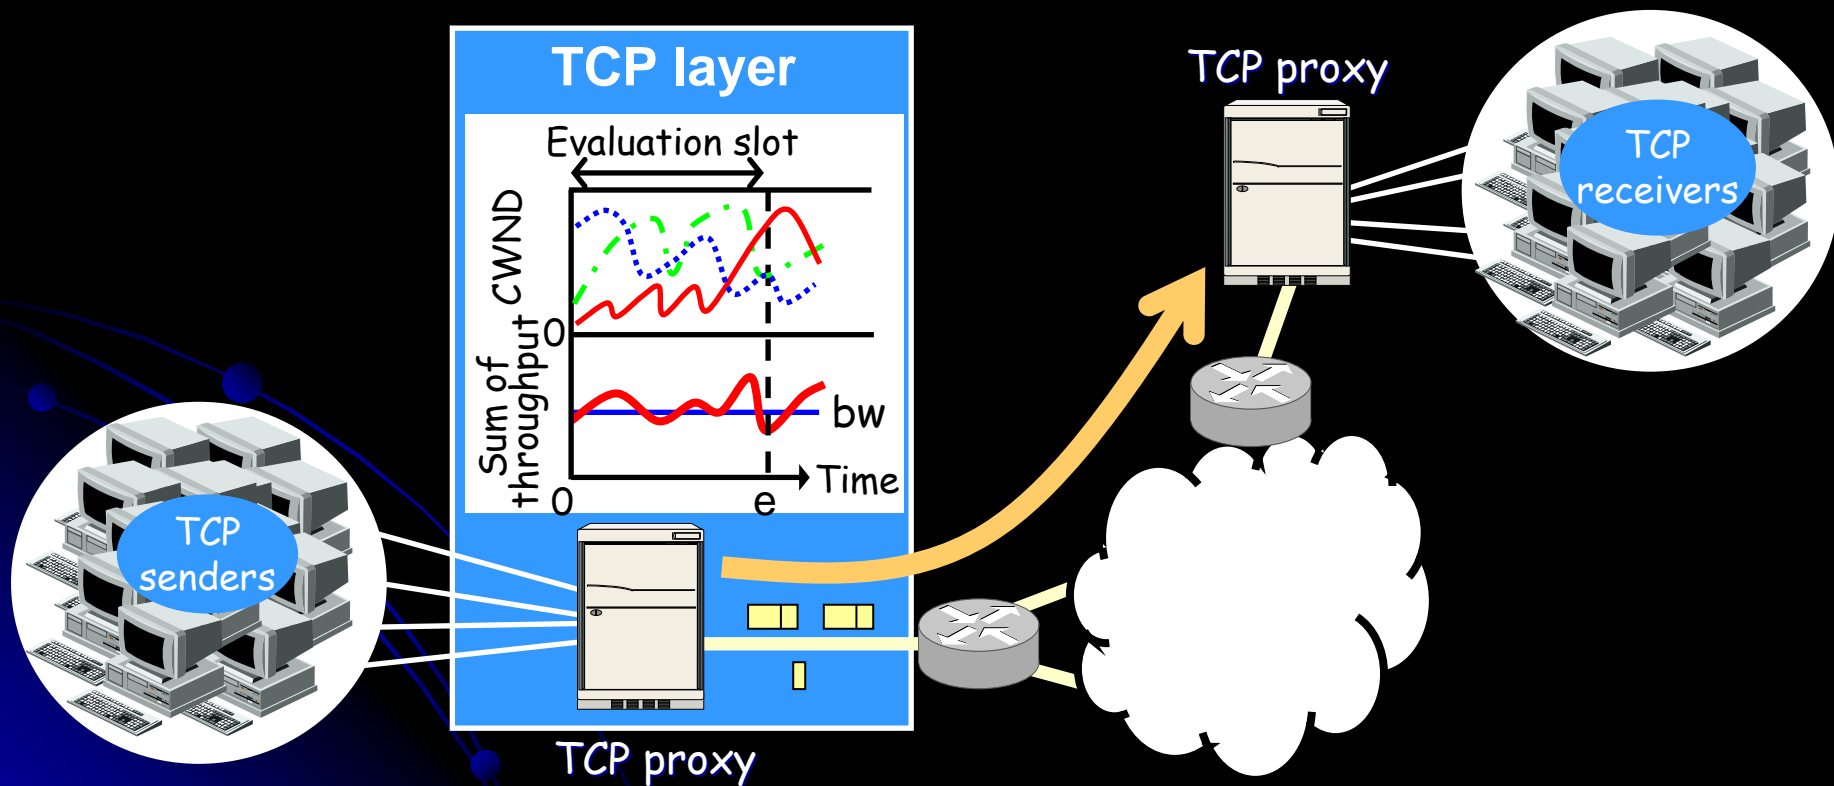 TCP layer
Evaluation slot
CWND
0
Sum of
throughput
bw
Time
0
e
TCP proxy
TCP
senders
TCP proxy
TCP
receivers